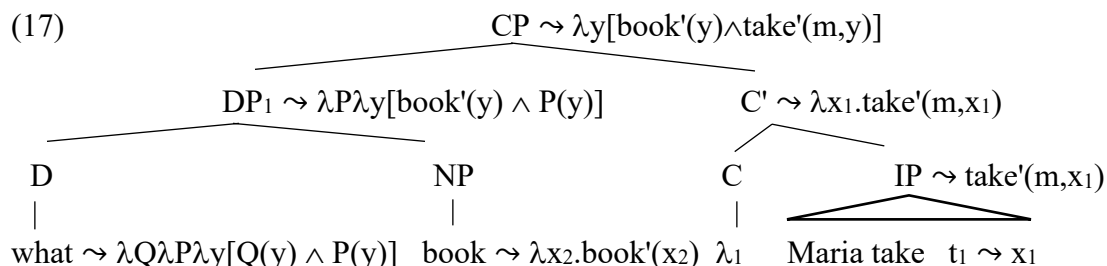 (17) CP ⤳ λy[book'(y)∧take'(m,y)]
DP₁ ⤳ λPλy[book'(y) ∧ P(y)] C' ⤳ λx₁.take'(m,x₁)
D NP C IP ⤳ take'(m,x₁)
what ⤳ λQλPλy[Q(y) ∧ P(y)] book ⤳ λx₂.book'(x₂) λ₁ Maria take t₁ ⤳ x₁